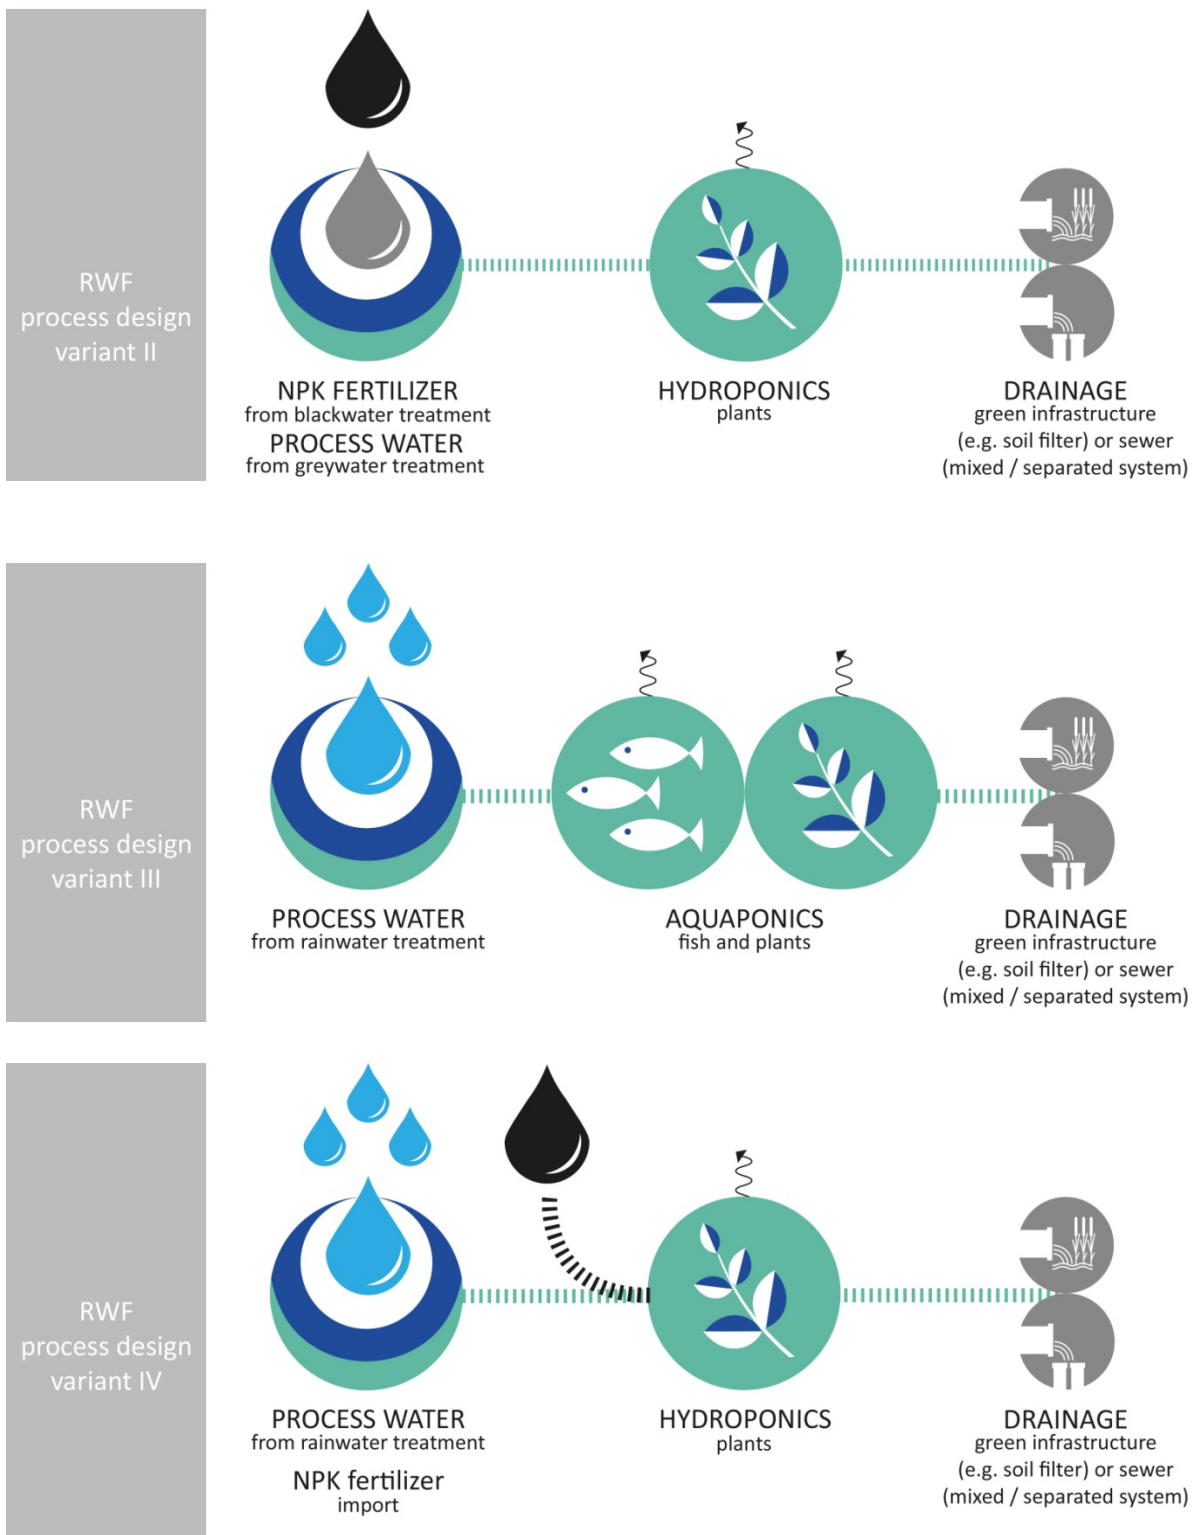 RWF
process design
variant II
NPK FERTILIZER
from blackwater treatment
PROCESS WATER
from greywater treatment
HYDROPONICS
plants
DRAINAGE
green infrastructure
(e.g. soil filter) or sewer
(mixed / separated system)
RWF
process design
variant III
PROCESS WATER
from rainwater treatment
AQUAPONICS
fish and plants
DRAINAGE
green infrastructure
(e.g. soil filter) or sewer
(mixed / separated system)
RWF
process design
variant IV
PROCESS WATER
from rainwater treatment
NPK fertilizer
import
HYDROPONICS
plants
DRAINAGE
green infrastructure
(e.g. soil filter) or sewer
(mixed / separated system)